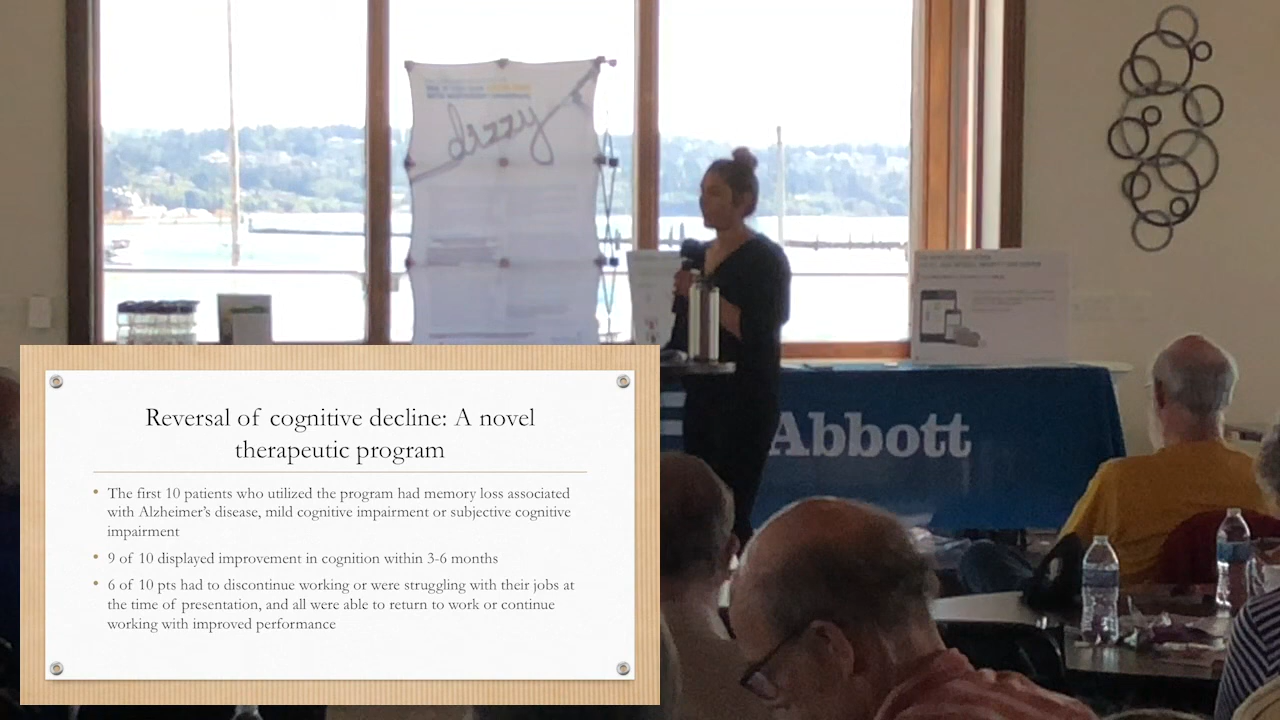 dizzy
Abbott
Reversal of cognitive decline: A novel
therapeutic program
• The first 10 patients who utilized the program had memory loss associated
with Alzheimer's disease, mild cognitive impairment or subjective cognitive
impairment
• 9 of 10 displayed improvement in cognition within 3-6 months
• 6 of 10 pts had to discontinue working or were struggling with their jobs at
the time of presentation, and all were able to return to work or continue
working with improved performance